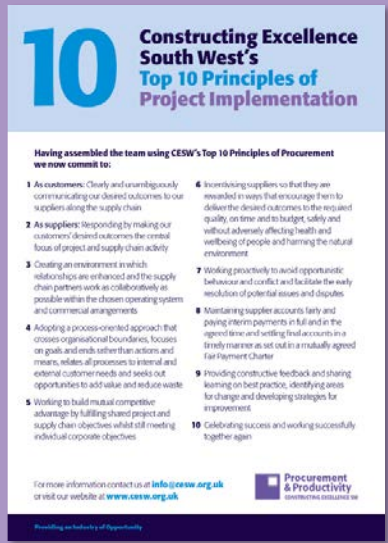 10
Constructing Excellence
South West's
Top 10 Principles of
Project Implementation
Having assembled the team using CESW's Top 10 Principles of Procurement
we now commit to:
1 As customers: Clearly and unambiguously
communicating our desired outcomes to our
suppliers along the supply chain
2 As suppliers: Responding by making our
customers' desired outcomes the central
focus of project and supply chain activity
3 Creating an environment in which
relationships are enhanced and the supply
chain partners work as collaboratively as
possible within the chosen operating systems
and commercial arrangements
4 Adopting a process-oriented approach that
crosses organisational boundaries, focuses
on goals and ends rather than actions and
means, relates all processes to internal and
external customer needs and seeks out
opportunities to add value and reduce waste
5 Working to build mutual competitive
advantage by fulfilling shared project and
supply chain objectives whilst still meeting
individual corporate objectives
6 Incentivising suppliers so that they are
rewarded in ways that encourage them to
deliver the desired outcomes to the required
quality, on time and to budget, safely and
without adversely affecting health and
wellbeing of people and harming the natural
environment
7 Working proactively to avoid opportunistic
behaviour and conflict and facilitate the early
resolution of potential issues and disputes
8 Maintaining supplier accounts fairly and
paying interim payments in full and in the
agreed time and settling final accounts in a
timely manner as set out in a mutually agreed
Fair Payment Charter
9 Providing constructive feedback and sharing
learning on best practice, identifying areas
for change and developing strategies for
improvement
10 Celebrating success and working successfully
together again
For more information contact us at info@cesw.org.uk
or visit our website at www.cesw.org.uk
Procurement
& Productivity
CONSTRUCTING EXCELLENCE SW
Providing an Industry of Opportunity